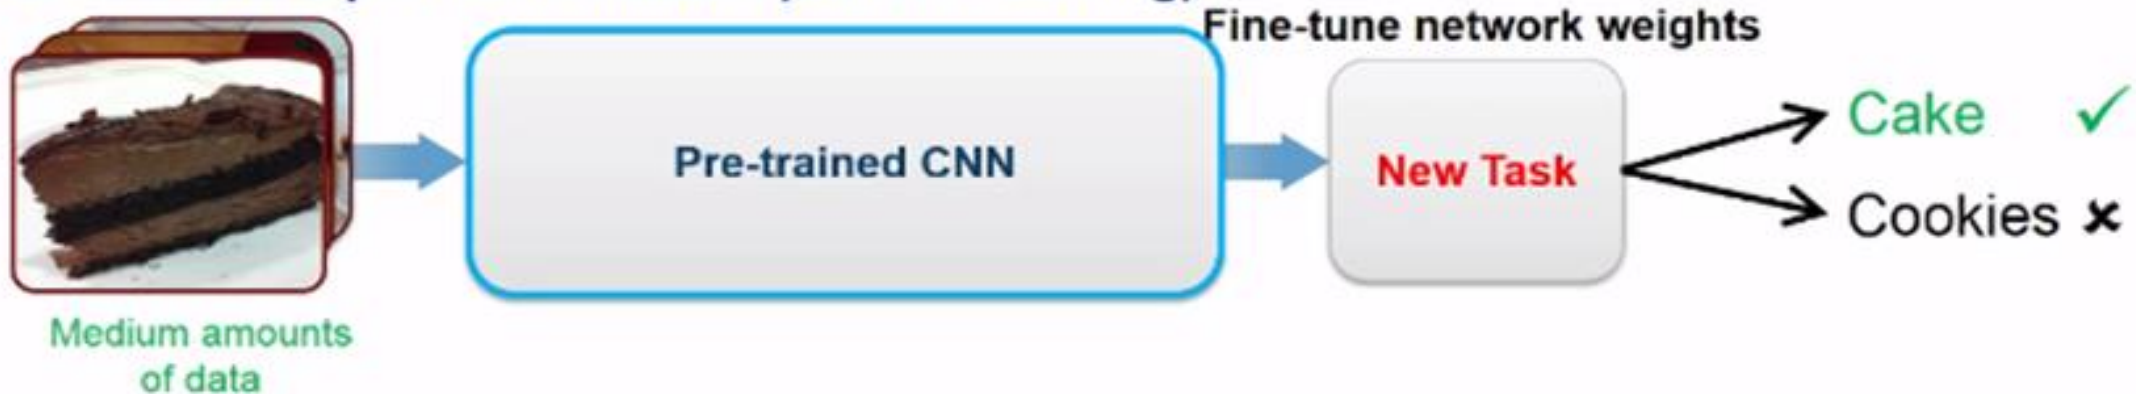 Fine-tune network weights
Pre-trained CNN
New Task
Cake ✓
Cookies ✗
Medium amounts
of data